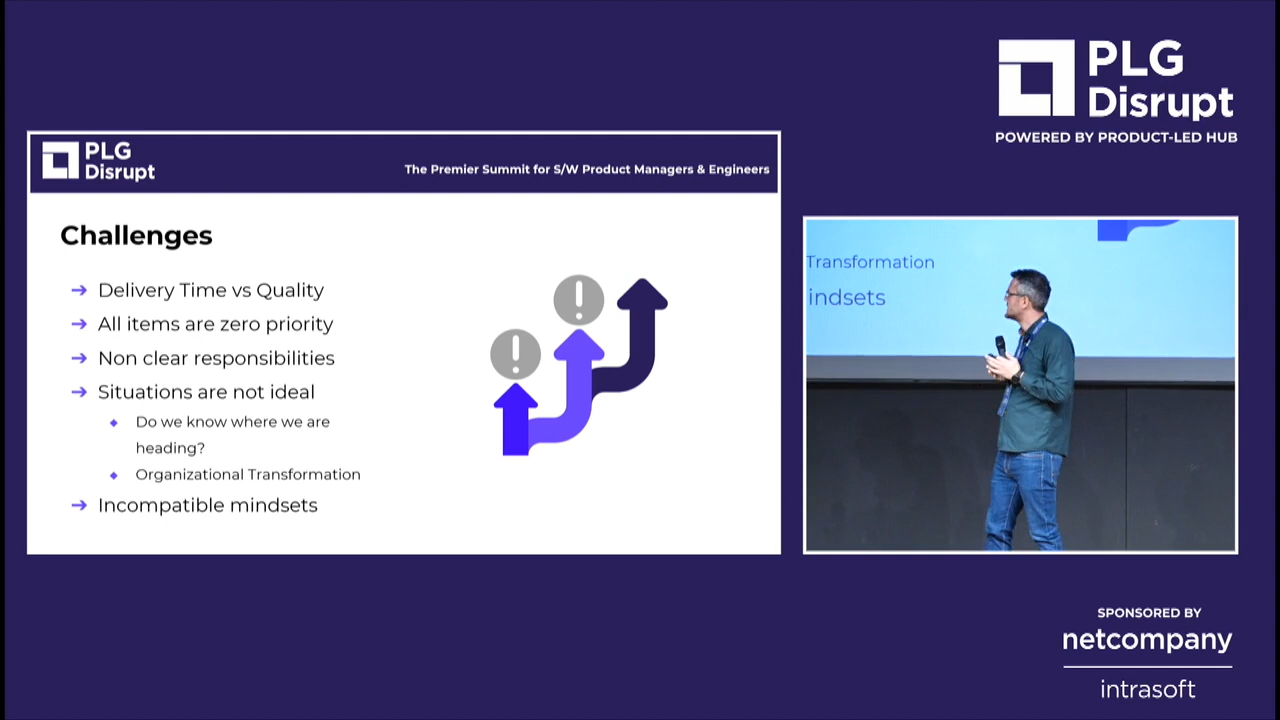 PLG
Disrupt
POWERED BY PRODUCT-LED HUB
PLG
Disrupt
The Premier Summit for S/W Product Managers & Engineers
Challenges
Delivery Time vs Quality
All items are zero priority
Non clear responsibilities
Situations are not ideal
Do we know where we are
heading?
Organizational Transformation
Incompatible mindsets
Transformation
indsets
SPONSORED BY
netcompany
intrasoft